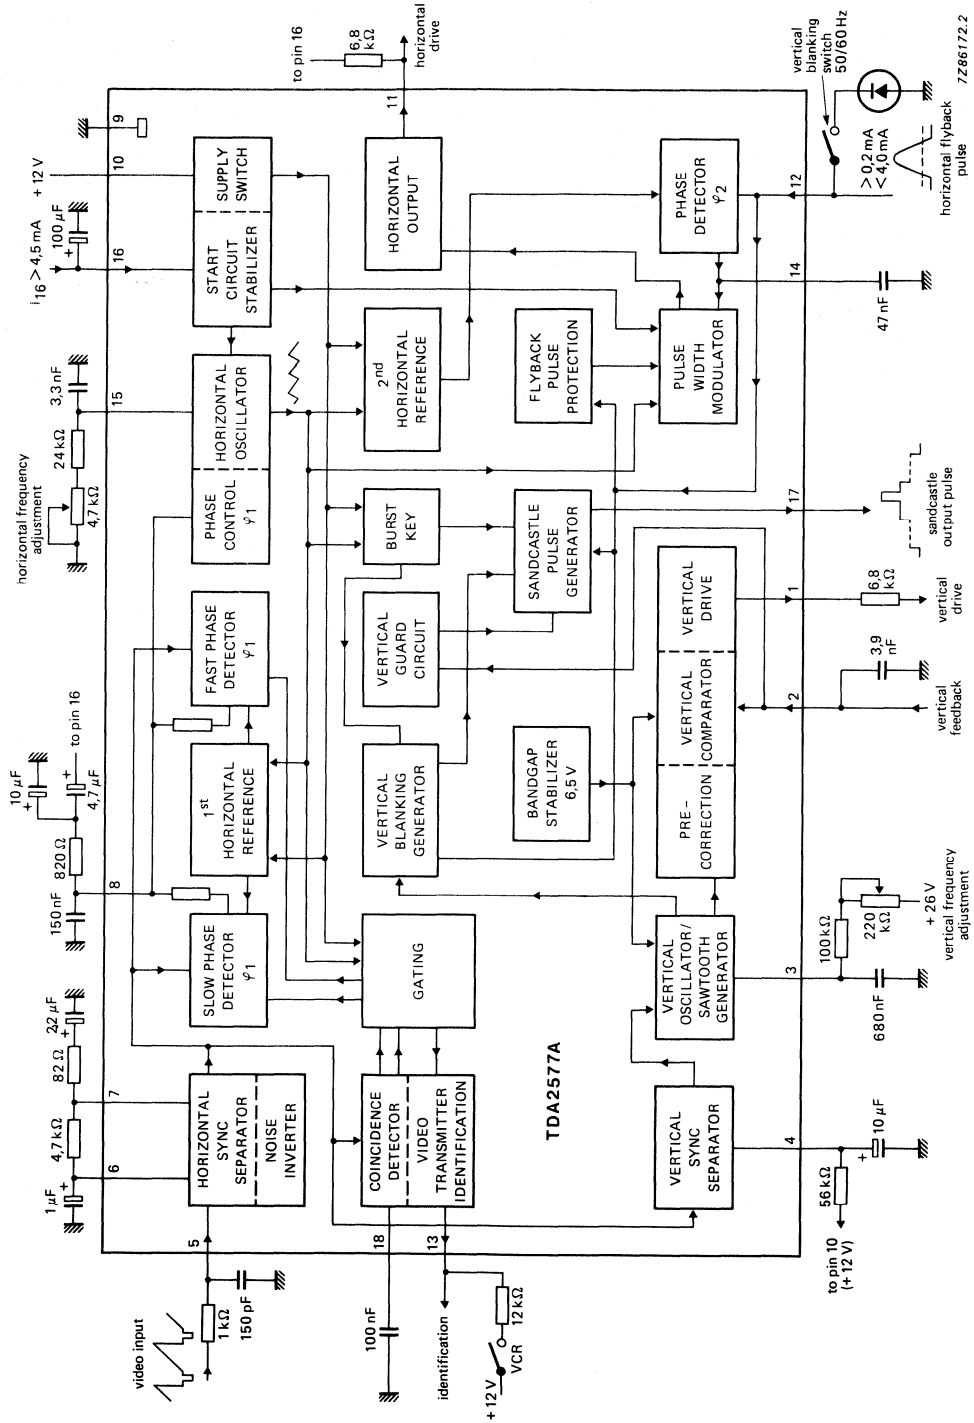 video input
1 kΩ
150 pF
5
1 µF
+
6
4,7 kΩ
7
82 Ω
2,2 µF
+
150 nF
8
820 Ω
10 µF
+
4,7 µF
+
to pin 16
horizontal frequency
adjustment
4,7 kΩ
24 kΩ
3,3 nF
15
I16 > 4,5 mA
+
100 µF
16
+ 12 V
10
9
HORIZONTAL
SYNC
SEPARATOR
NOISE
INVERTER
SLOW PHASE
DETECTOR
φ1
1st
HORIZONTAL
REFERENCE
FAST PHASE
DETECTOR
φ1
PHASE
CONTROL
φ1
HORIZONTAL
OSCILLATOR
START
CIRCUIT
STABILIZER
SUPPLY
SWITCH
to pin 16
6,8
kΩ
horizontal
drive
11
COINCIDENCE
DETECTOR
VIDEO
TRANSMITTER
IDENTIFICATION
GATING
VERTICAL
BLANKING
GENERATOR
VERTICAL
GUARD
CIRCUIT
BURST
KEY
2nd
HORIZONTAL
REFERENCE
HORIZONTAL
OUTPUT
100 nF
18
13
identification
+ 12 V
VCR
12 kΩ
TDA2577A
BANDGAP
STABILIZER
6,5 V
SANDCASTLE
PULSE
GENERATOR
FLYBACK
PULSE
PROTECTION
VERTICAL
SYNC
SEPARATOR
VERTICAL
OSCILLATOR/
SAWTOOTH
GENERATOR
PRE-
CORRECTION
VERTICAL
COMPARATOR
VERTICAL
DRIVE
PULSE
WIDTH
MODULATOR
PHASE
DETECTOR
φ2
4
3
2
1
17
14
12
to pin 10
(+ 12 V)
56 kΩ
+
10 µF
100 kΩ
680 nF
220
kΩ
+ 26 V
vertical frequency
adjustment
3,9
nF
vertical
feedback
6,8
kΩ
vertical
drive
sandcastle
output pulse
47 nF
vertical
blanking
switch
50/60 Hz
> 0,2 mA
< 4,0 mA
horizontal flyback
pulse
7Z86172.2